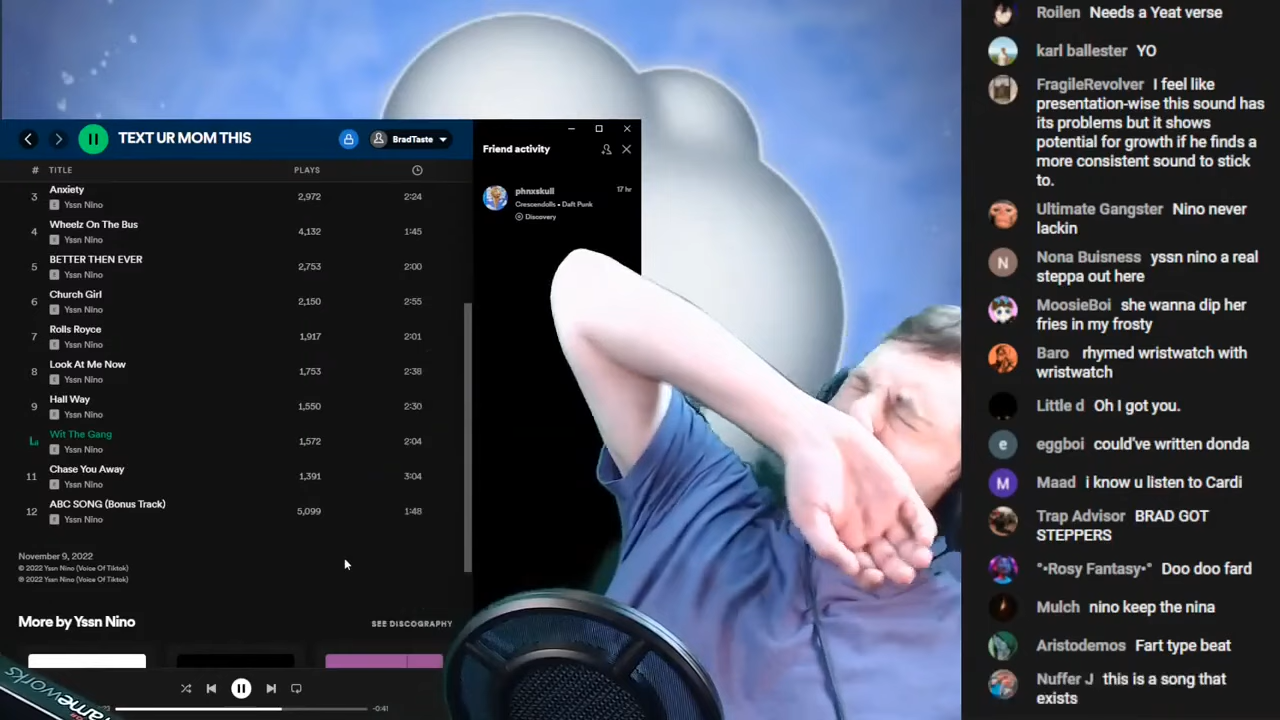 TEXT UR MOM THIS
BradTaste
# TITLE PLAYS
3 Anxiety 2,972 2:24
E Yssn Nino
4 Wheelz On The Bus 4,132 1:45
E Yssn Nino
5 BETTER THEN EVER 2,753 2:00
E Yssn Nino
6 Church Girl 2,150 2:55
E Yssn Nino
7 Rolls Royce 1,917 2:01
E Yssn Nino
8 Look At Me Now 1,753 2:38
E Yssn Nino
9 Hall Way 1,550 2:30
E Yssn Nino
Wit The Gang 1,572 2:04
E Yssn Nino
11 Chase You Away 1,391 3:04
E Yssn Nino
12 ABC SONG (Bonus Track) 5,099 1:48
E Yssn Nino
November 9, 2022
© 2022 Yssn Nino (Voice Of Tiktok)
℗ 2022 Yssn Nino (Voice Of Tiktok)
More by Yssn Nino SEE DISCOGRAPHY
-0:41
Friend activity
phnxskull 17 hr
Crescendolls • Daft Punk
Discovery
Roilen Needs a Yeat verse
karl ballester YO
FragileRevolver I feel like
presentation-wise this sound has
its problems but it shows
potential for growth if he finds a
more consistent sound to stick
to.
Ultimate Gangster Nino never
lackin
N Nona Buisness yssn nino a real
steppa out here
MoosieBoi she wanna dip her
fries in my frosty
Baro rhymed wristwatch with
wristwatch
Little d Oh I got you.
e eggboi could've written donda
M Maad i know u listen to Cardi
Trap Advisor BRAD GOT
STEPPERS
°•Rosy Fantasy•° Doo doo fard
Mulch nino keep the nina
Aristodemos Fart type beat
Nuffer J this is a song that
exists